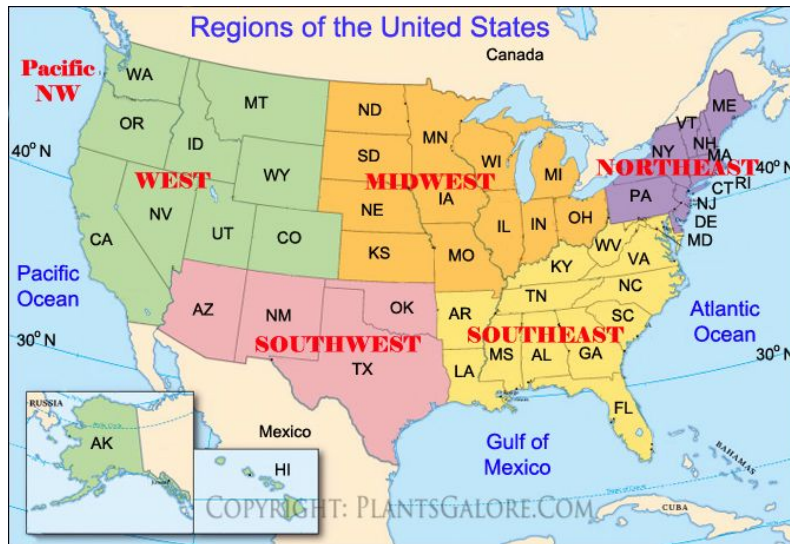 Regions of the United States
Canada
Pacific
NW
WA
MT
ND
MN
ME
VT
OR
ID
SD
WI
MI
NY
NH
MA
40° N
WEST
WY
MIDWEST
NORTHEAST
40° N
NV
NE
IA
PA
CT RI
NJ
CA
UT
CO
IL
IN
OH
DE
MD
KS
MO
WV
VA
KY
Pacific
Ocean
NC
TN
AZ
NM
OK
AR
SC
Atlantic
Ocean
30° N
SOUTHWEST
SOUTHEAST
MS
AL
GA
30° N
TX
LA
RUSSIA
FL
AK
Mexico
Gulf of
Mexico
HI
BAHAMAS
COPYRIGHT: PLANTSGALORE.COM
CUBA